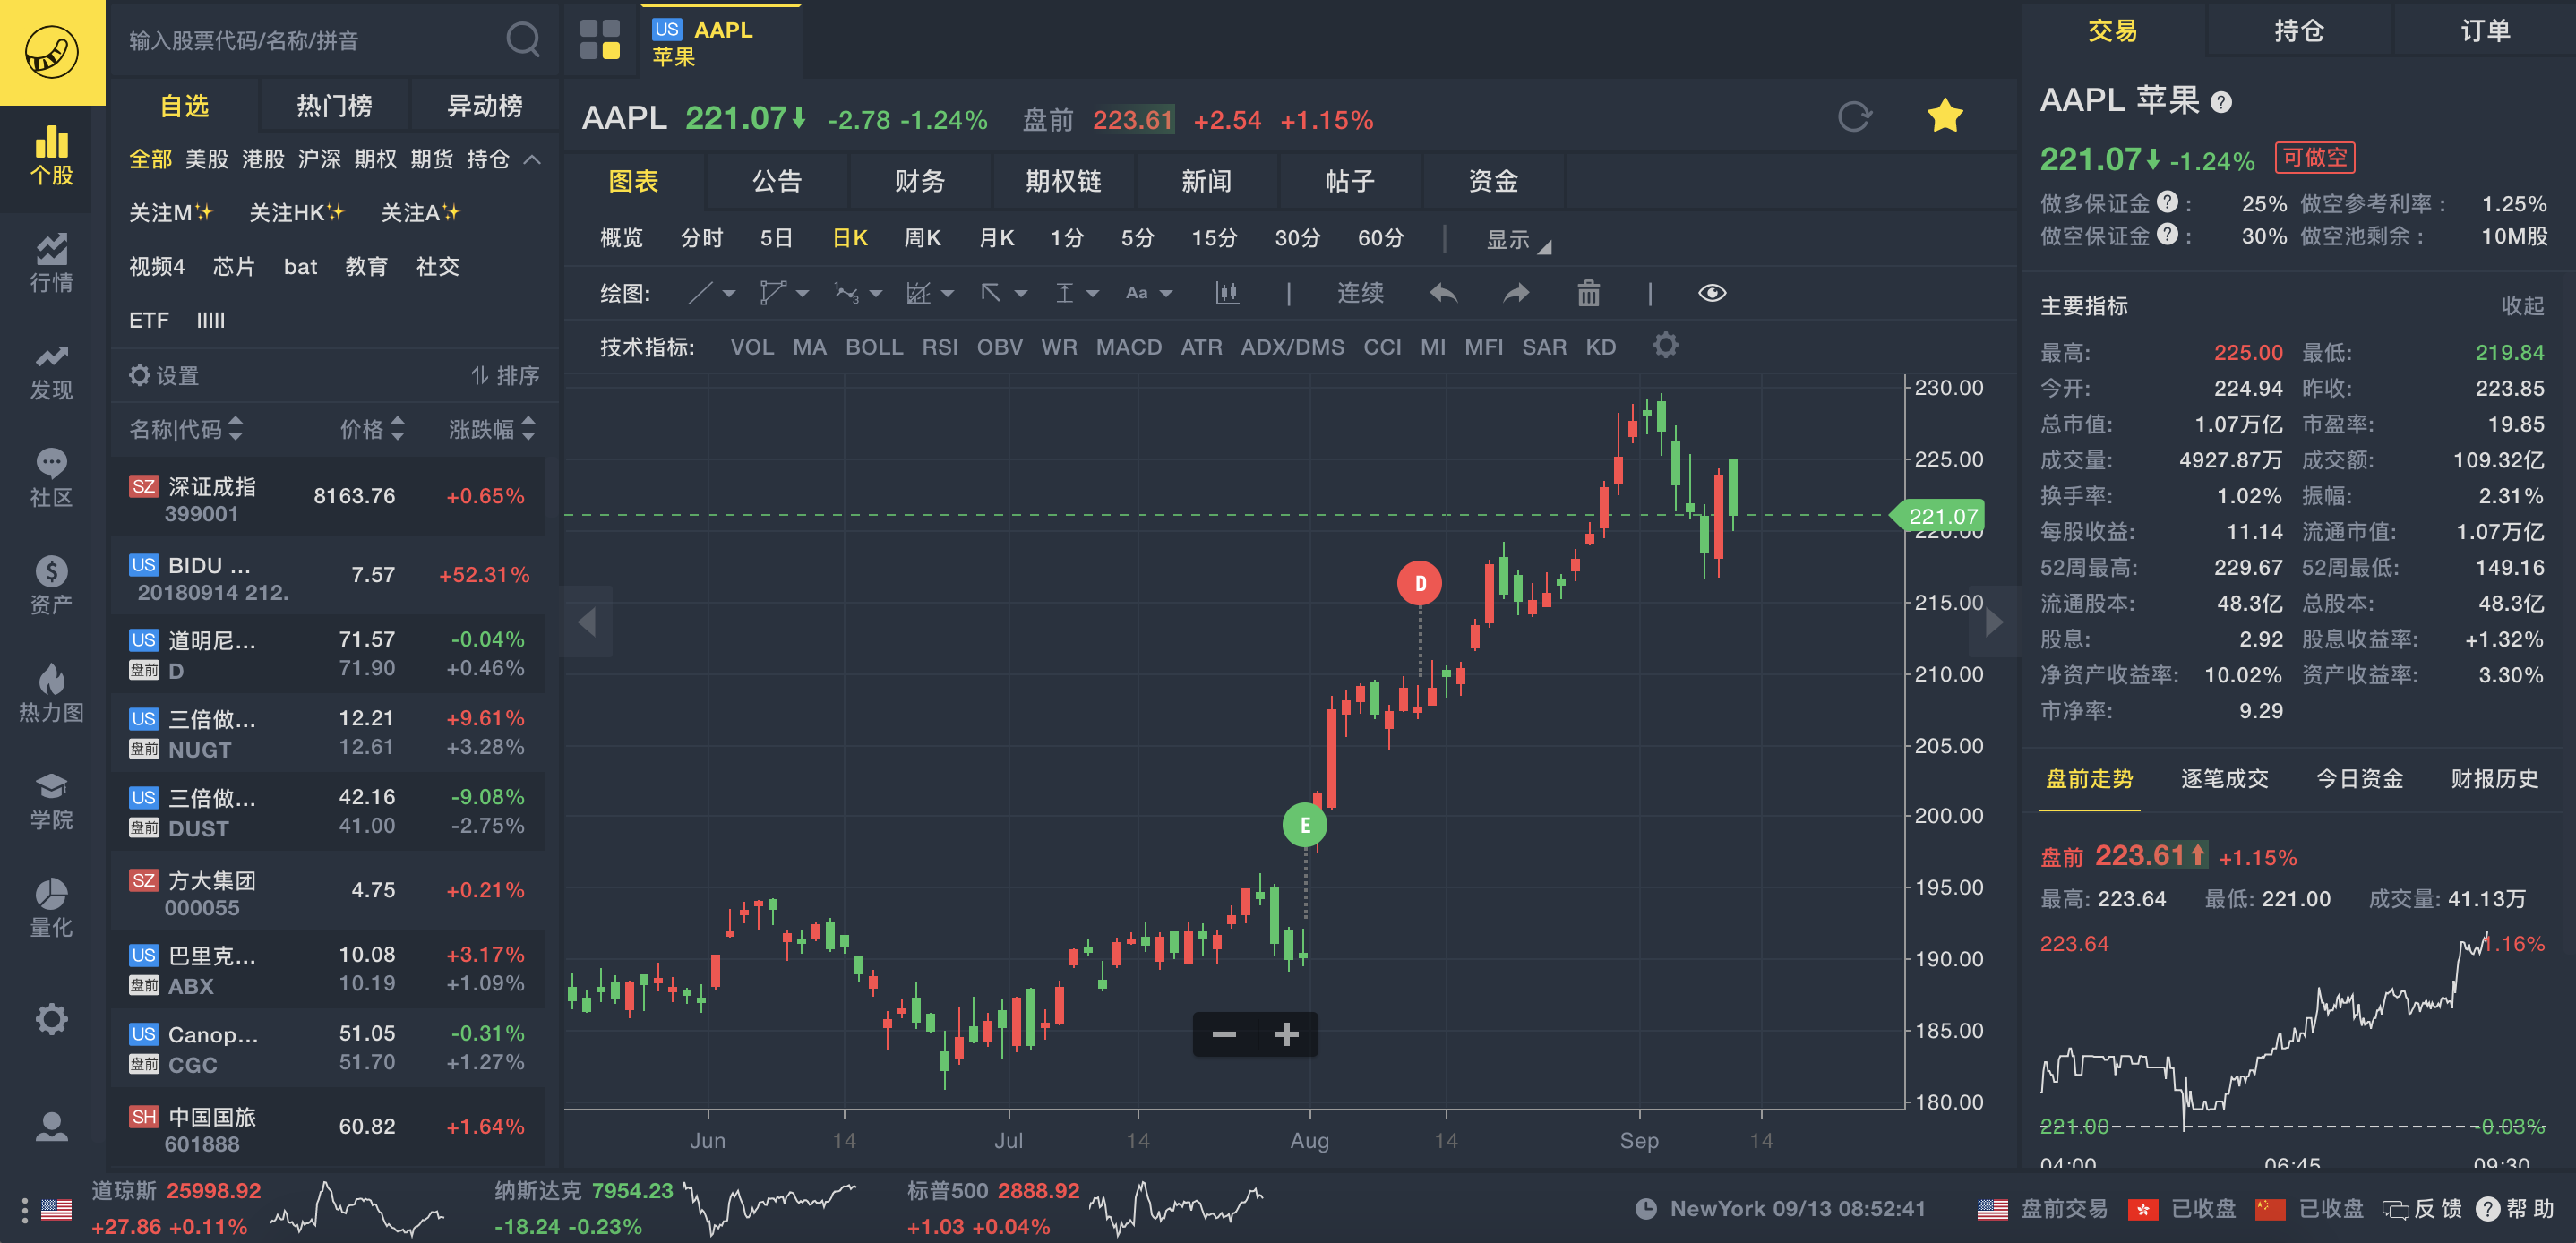 输入股票代码/名称/拼音
自选 热门榜 异动榜
全部 美股 港股 沪深 期权 期货 持仓
关注M✨ 关注HK✨ 关注A✨
视频4 芯片 bat 教育 社交
ETF lllll
设置 排序
名称|代码 价格 涨跌幅
SZ 深证成指 8163.76 +0.65%
399001
US BIDU ... 7.57 +52.31%
20180914 212.
US 道明尼... 71.57 -0.04%
盘前 D 71.90 +0.46%
US 三倍做... 12.21 +9.61%
盘前 NUGT 12.61 +3.28%
US 三倍做... 42.16 -9.08%
盘前 DUST 41.00 -2.75%
SZ 方大集团 4.75 +0.21%
000055
US 巴里克... 10.08 +3.17%
盘前 ABX 10.19 +1.09%
US Canop... 51.05 -0.31%
盘前 CGC 51.70 +1.27%
SH 中国国旅 60.82 +1.64%
601888
个股
行情
发现
社区
资产
热力图
学院
量化
US AAPL
苹果
AAPL 221.07 -2.78 -1.24% 盘前 223.61 +2.54 +1.15%
图表 公告 财务 期权链 新闻 帖子 资金
概览 分时 5日 日K 周K 月K 1分 5分 15分 30分 60分 | 显示
绘图: Aa | 连续 |
技术指标: VOL MA BOLL RSI OBV WR MACD ATR ADX/DMS CCI MI MFI SAR KD
230.00
225.00
221.07
220.00
215.00
210.00
205.00
200.00
195.00
190.00
185.00
180.00
D
E
Jun 14 Jul 14 Aug 14 Sep 14
交易 持仓 订单
AAPL 苹果 ?
221.07 -1.24% 可做空
做多保证金 ? : 25% 做空参考利率 : 1.25%
做空保证金 ? : 30% 做空池剩余 : 10M股
主要指标 收起
最高: 225.00 最低: 219.84
今开: 224.94 昨收: 223.85
总市值: 1.07万亿 市盈率: 19.85
成交量: 4927.87万 成交额: 109.32亿
换手率: 1.02% 振幅: 2.31%
每股收益: 11.14 流通市值: 1.07万亿
52周最高: 229.67 52周最低: 149.16
流通股本: 48.3亿 总股本: 48.3亿
股息: 2.92 股息收益率: +1.32%
净资产收益率: 10.02% 资产收益率: 3.30%
市净率: 9.29
盘前走势 逐笔成交 今日资金 财报历史
盘前 223.61 +1.15%
最高: 223.64 最低: 221.00 成交量: 41.13万
223.64 1.16%
221.00 -0.03%
04:00 06:45 09:30
道琼斯 25998.92
+27.86 +0.11%
纳斯达克 7954.23
-18.24 -0.23%
标普500 2888.92
+1.03 +0.04%
NewYork 09/13 08:52:41 盘前交易 已收盘 已收盘 反馈 ? 帮助